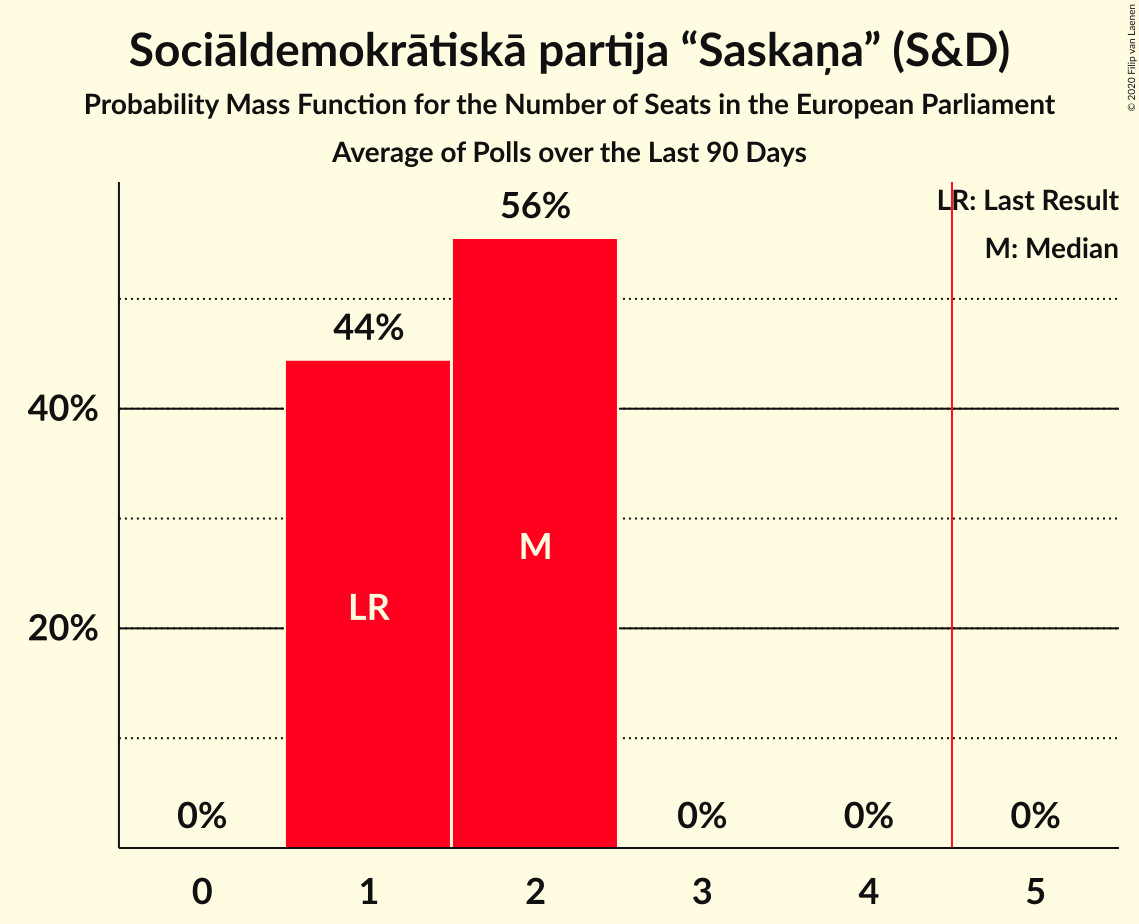 Sociāldemokrātiskā partija “Saskaņa” (S&D)
Probability Mass Function for the Number of Seats in the European Parliament
Average of Polls over the Last 90 Days
© 2020 Filip van Laenen
LR: Last Result
M: Median
56%
44%
40%
M
LR
20%
0%
0%
0%
0%
0
1
2
3
4
5